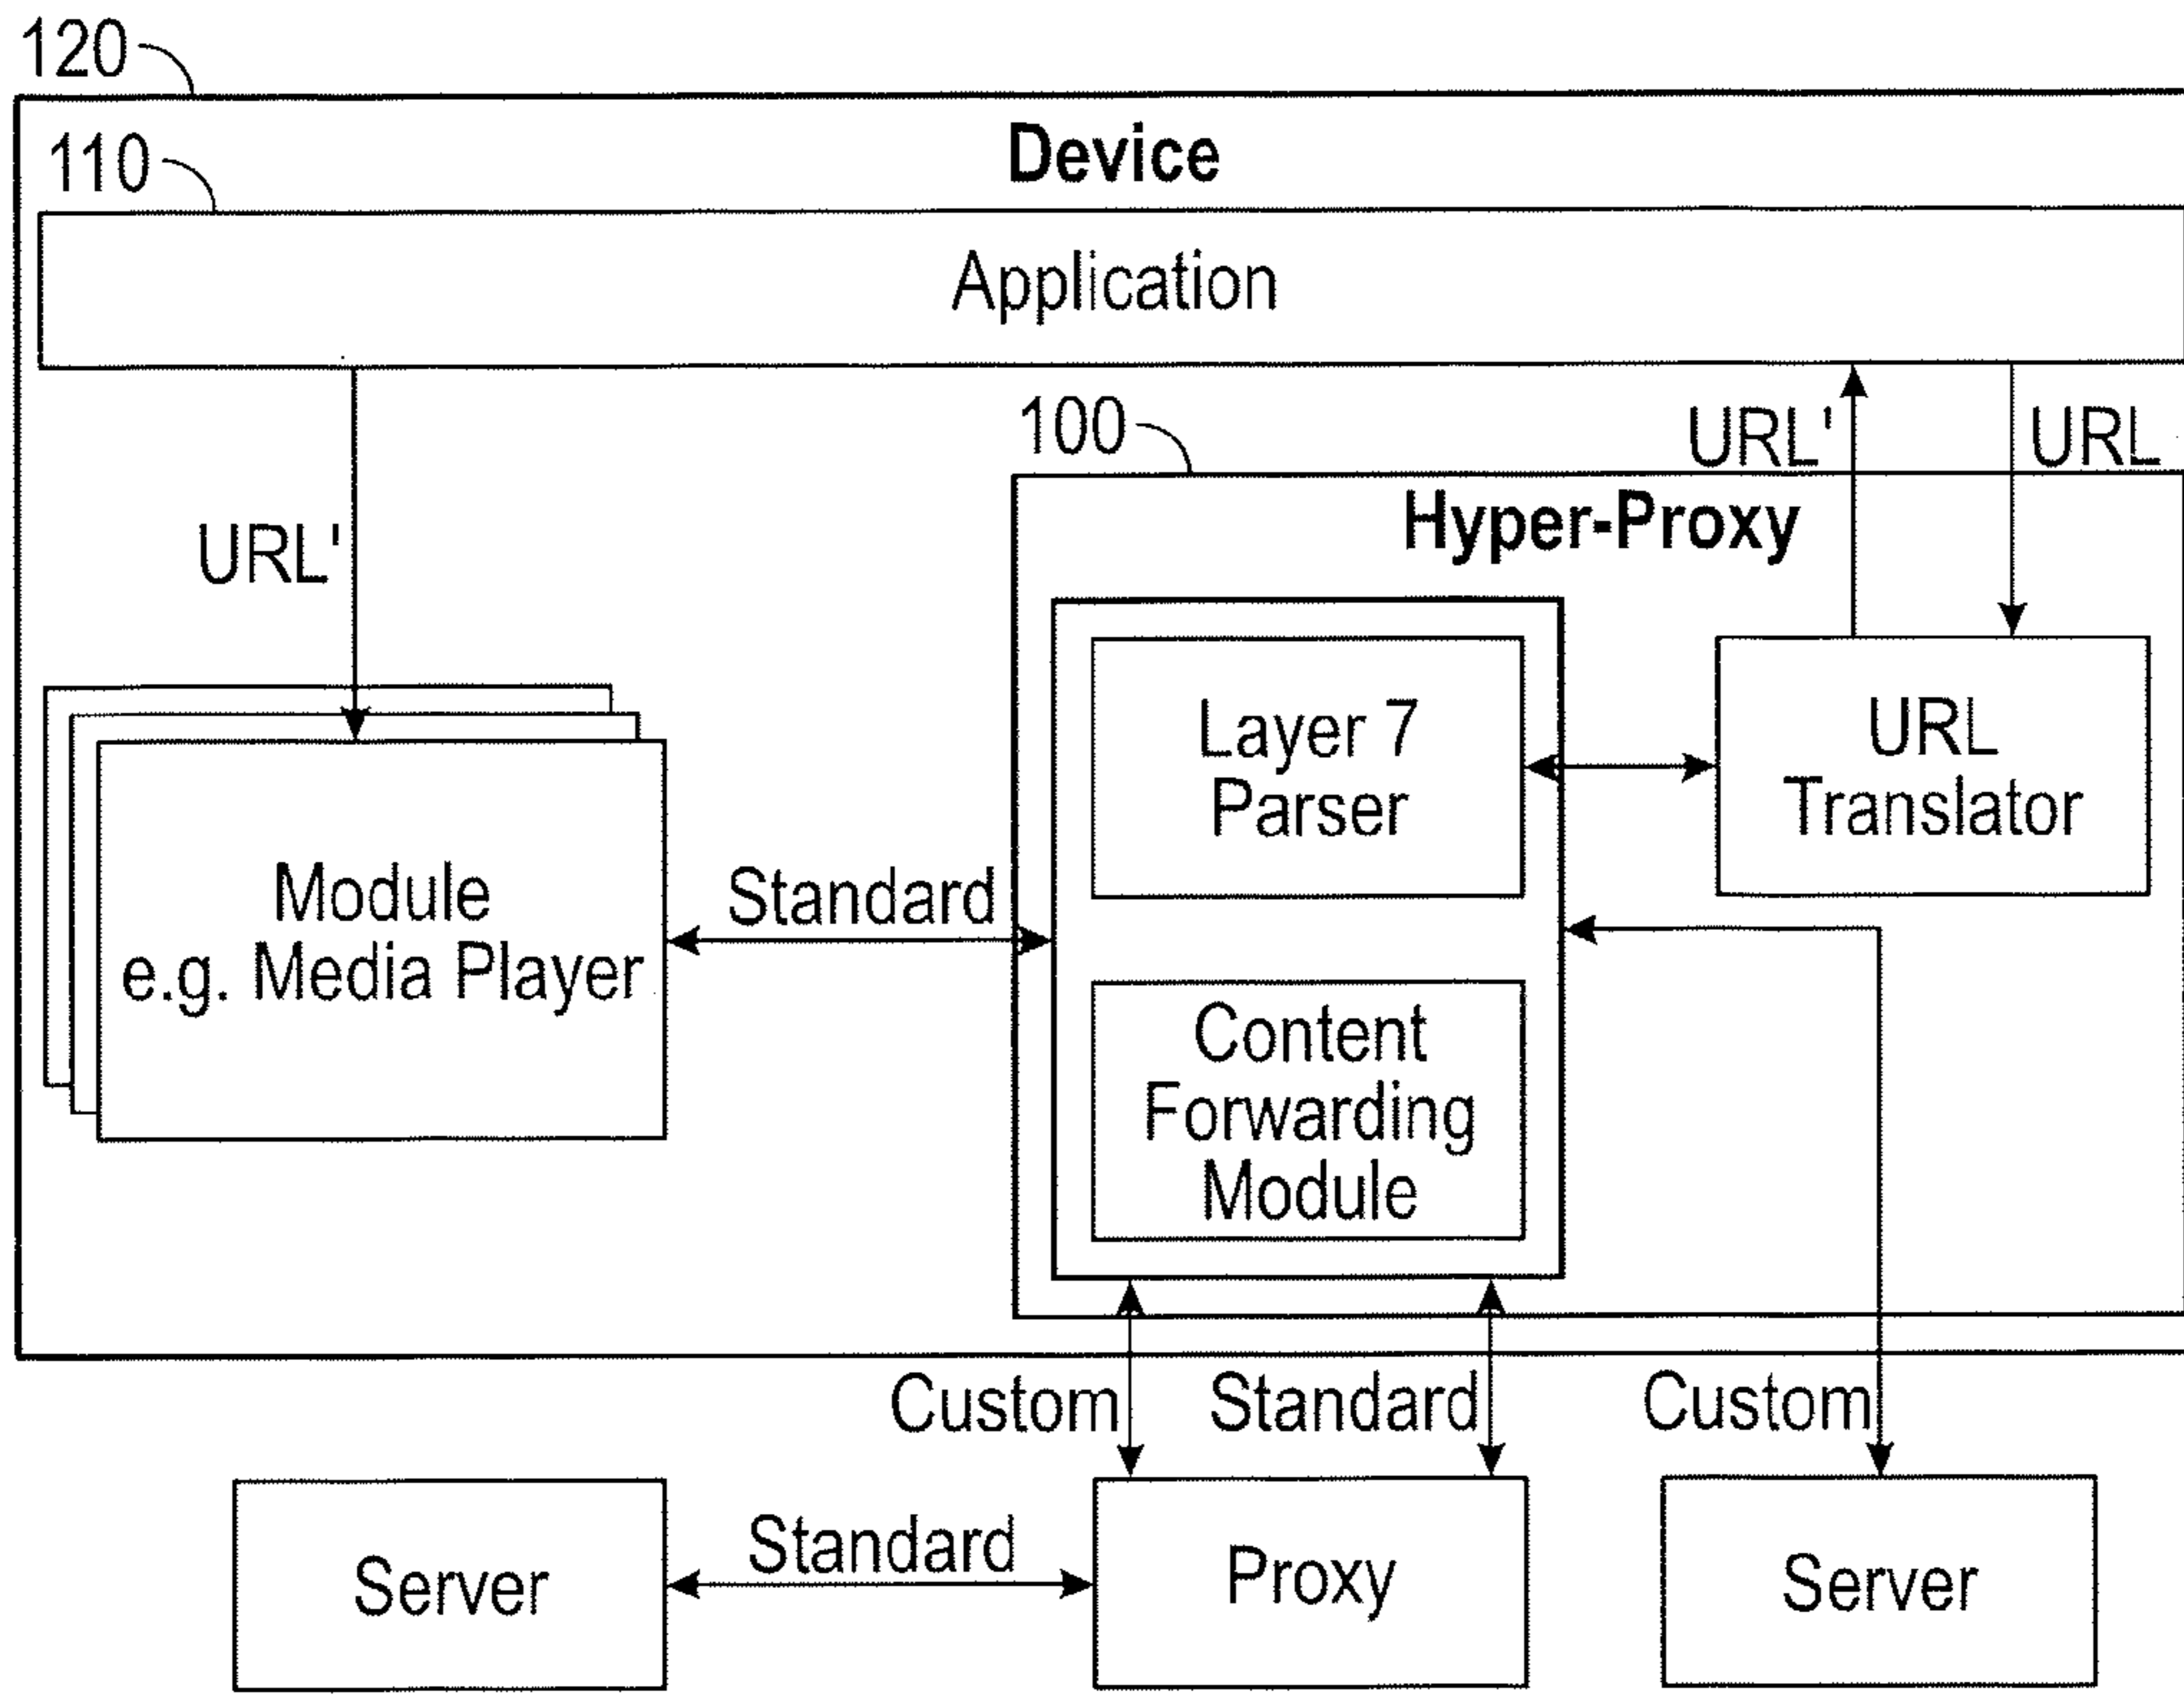 120
Device
110
Application
100
URL'
URL
Hyper-Proxy
URL'
Layer 7
Parser
URL
Translator
Module
e.g. Media Player
Standard
Content
Forwarding
Module
Custom
Standard
Custom
Server
Standard
Proxy
Server